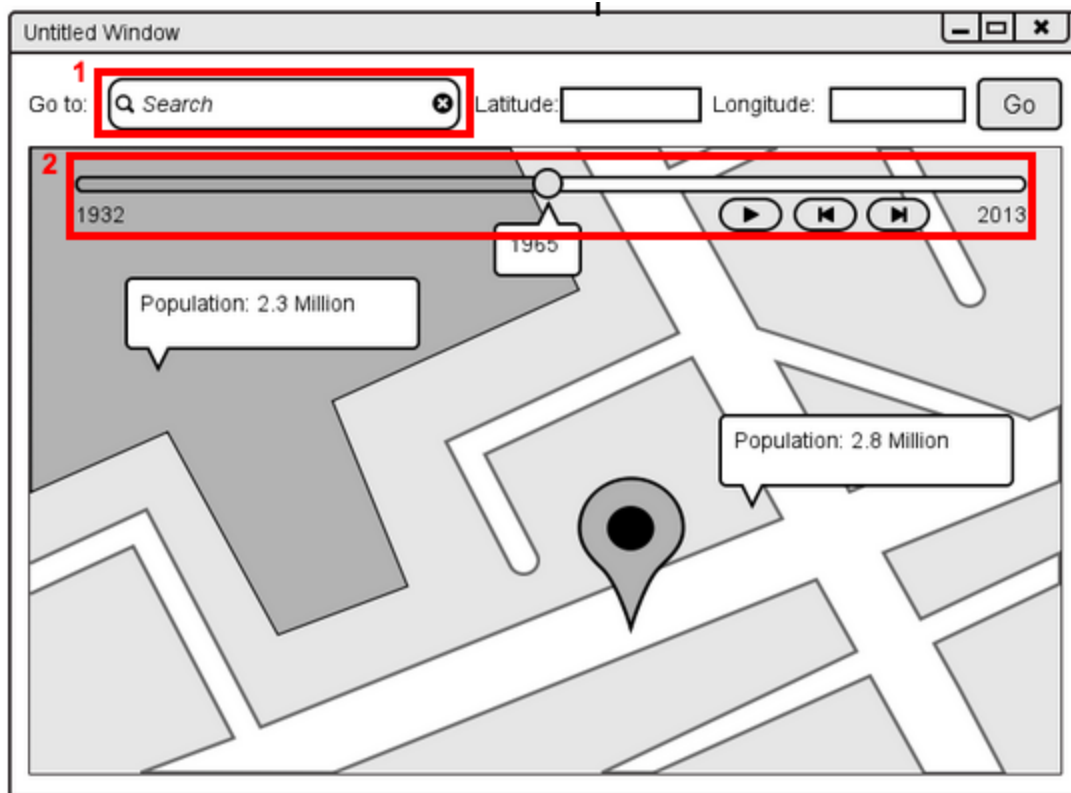 Untitled Window
1
Go to: Search Latitude: Longitude: Go
2
1932 2013
1965
Population: 2.3 Million
Population: 2.8 Million